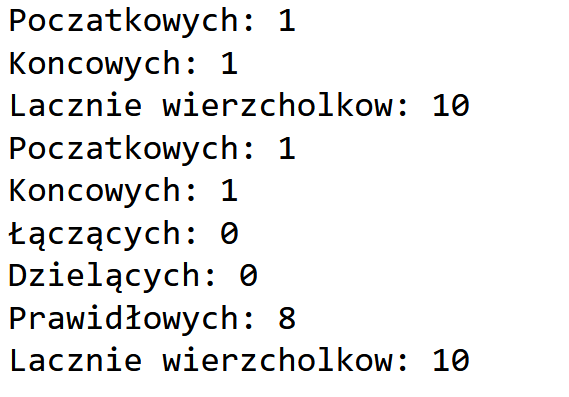 Poczatkowych: 1
Koncowych: 1
Lacznie wierzcholkow: 10
Poczatkowych: 1
Koncowych: 1
Łączących: 0
Dzielących: 0
Prawidłowych: 8
Lacznie wierzcholkow: 10